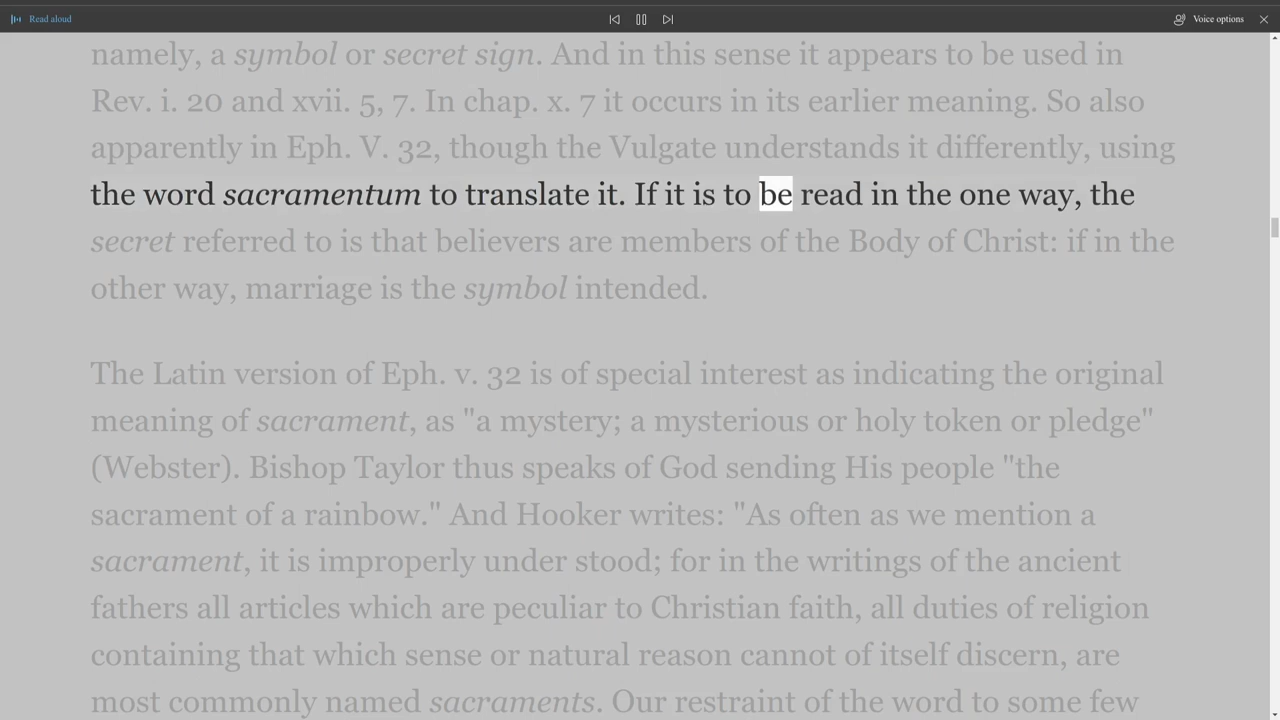 Read aloud
Voice options
namely, a symbol or secret sign. And in this sense it appears to be used in
Rev. i. 20 and xvii. 5, 7. In chap. x. 7 it occurs in its earlier meaning. So also
apparently in Eph. V. 32, though the Vulgate understands it differently, using
the word sacramentum to translate it. If it is to be read in the one way, the
secret referred to is that believers are members of the Body of Christ: if in the
other way, marriage is the symbol intended.
The Latin version of Eph. v. 32 is of special interest as indicating the original
meaning of sacrament, as "a mystery; a mysterious or holy token or pledge"
(Webster). Bishop Taylor thus speaks of God sending His people "the
sacrament of a rainbow." And Hooker writes: "As often as we mention a
sacrament, it is improperly under stood; for in the writings of the ancient
fathers all articles which are peculiar to Christian faith, all duties of religion
containing that which sense or natural reason cannot of itself discern, are
most commonly named sacraments. Our restraint of the word to some few